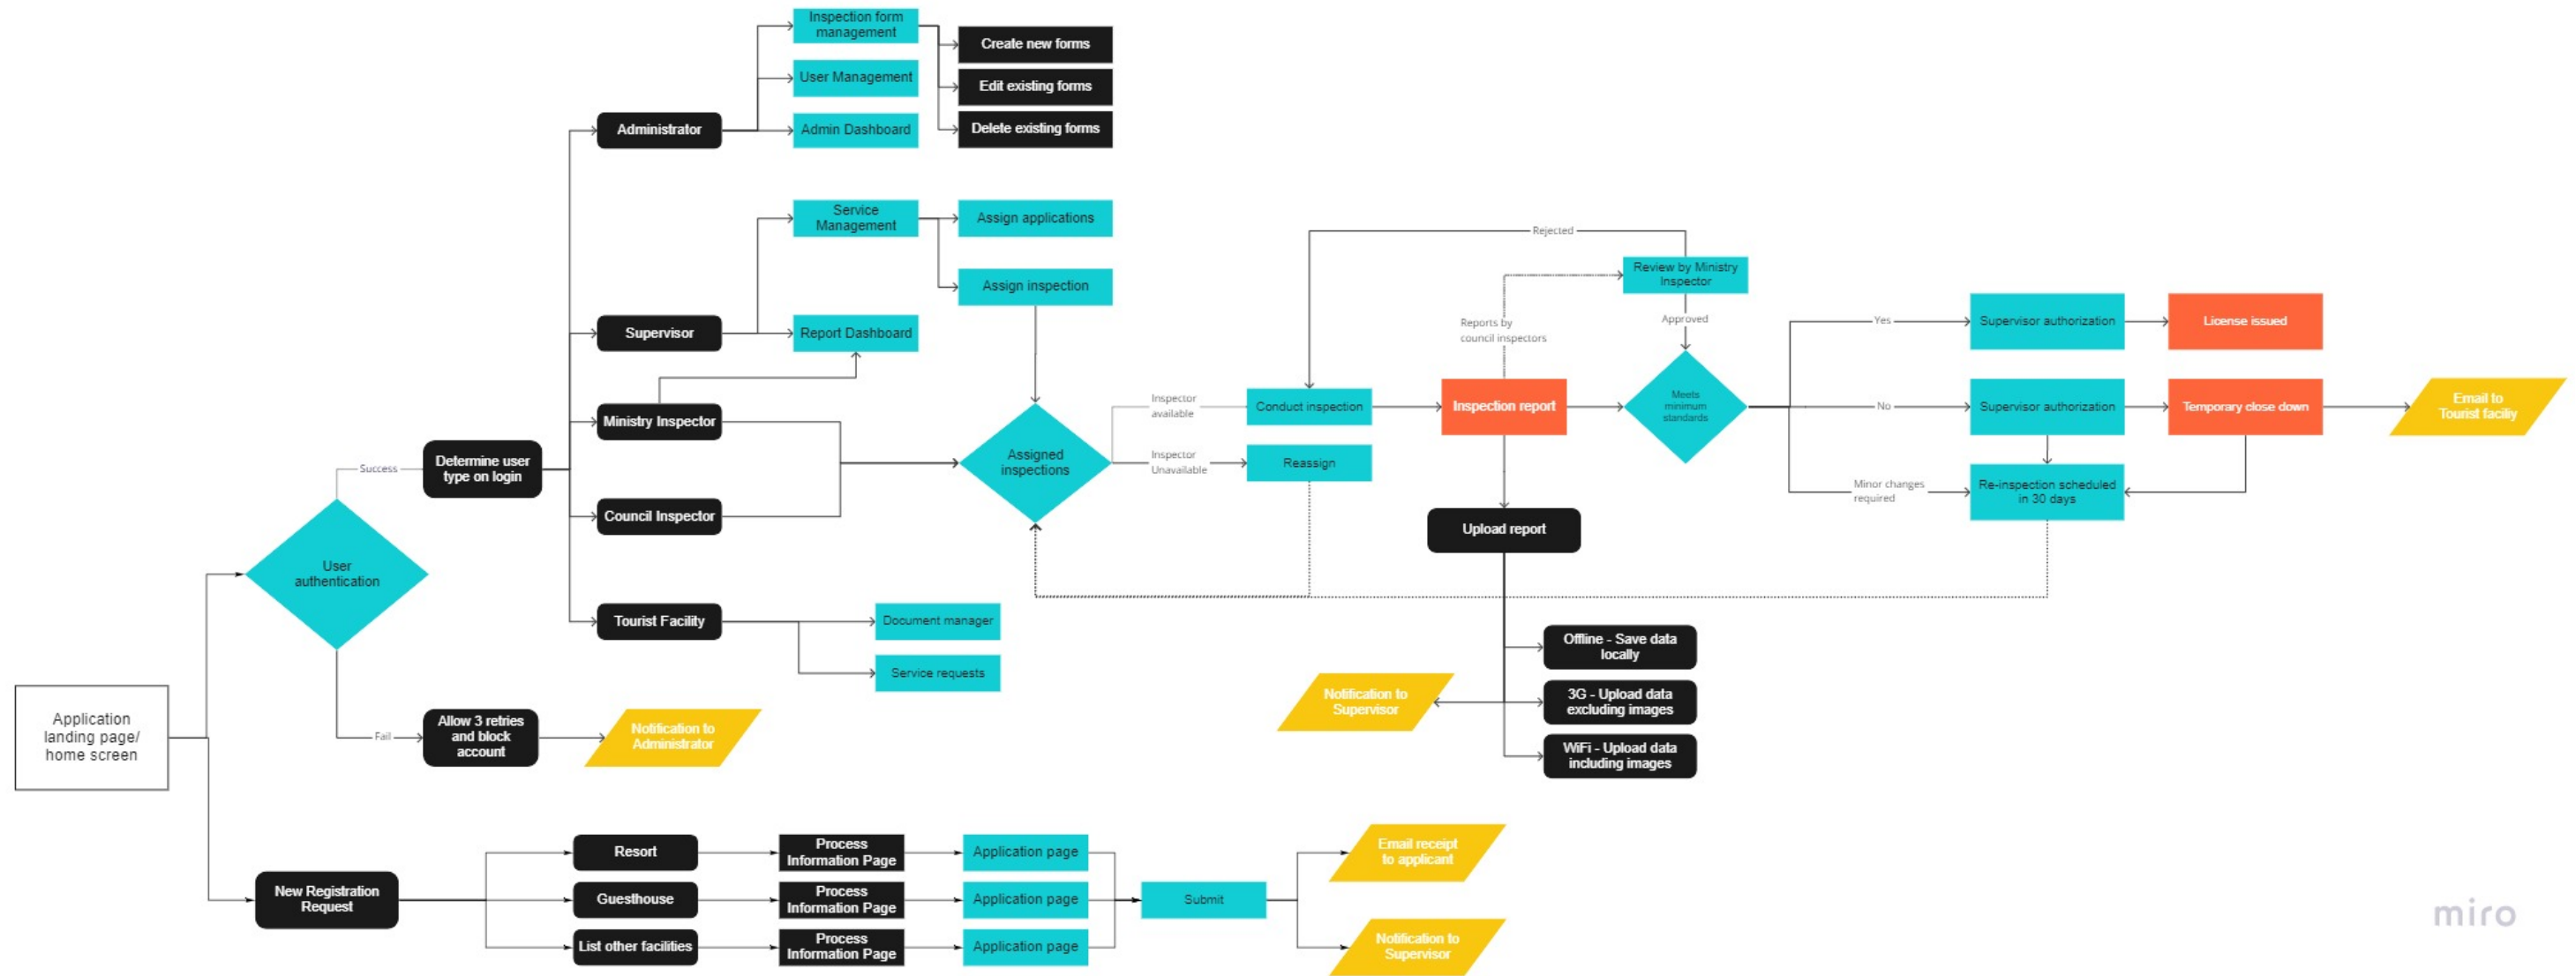 Inspection form
management
Create new forms
User Management
Edit existing forms
Administrator
Admin Dashboard
Delete existing forms
Service
Management
Assign applications
Assign inspection
Supervisor
Report Dashboard
Ministry Inspector
Council Inspector
Determine user
type on login
Success
User
authentication
Tourist Facility
Document manager
Service requests
Application
landing page/
home screen
Fail
Allow 3 retries
and block
account
Notification to
Administrator
Assigned
inspections
Inspector
available
Inspector
Unavailable
Conduct inspection
Reassign
Rejected
Review by Ministry
Inspector
Reports by
council inspectors
Approved
Inspection report
Meets
minimum
standards
Yes
Supervisor authorization
License issued
No
Supervisor authorization
Temporary close down
Email to
Tourist faciliy
Minor changes
required
Re-inspection scheduled
in 30 days
Upload report
Offline - Save data
locally
Notification to
Supervisor
3G - Upload data
excluding images
WiFi - Upload data
including images
New Registration
Request
Resort
Process
Information Page
Application page
Guesthouse
Process
Information Page
Application page
List other facilities
Process
Information Page
Application page
Submit
Email receipt
to applicant
Notification to
Supervisor
miro